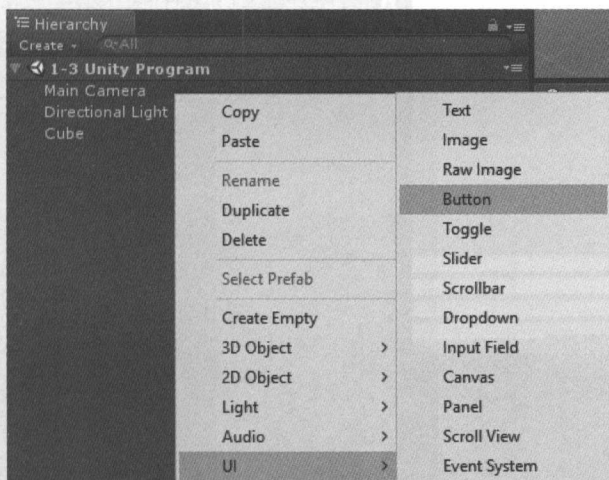 Hierarchy
Create
All
1-3 Unity Program
Main Camera
Directional Light
Cube
Copy
Paste
Rename
Duplicate
Delete
Select Prefab
Create Empty
3D Object >
2D Object >
Light >
Audio >
UI >
Text
Image
Raw Image
Button
Toggle
Slider
Scrollbar
Dropdown
Input Field
Canvas
Panel
Scroll View
Event System